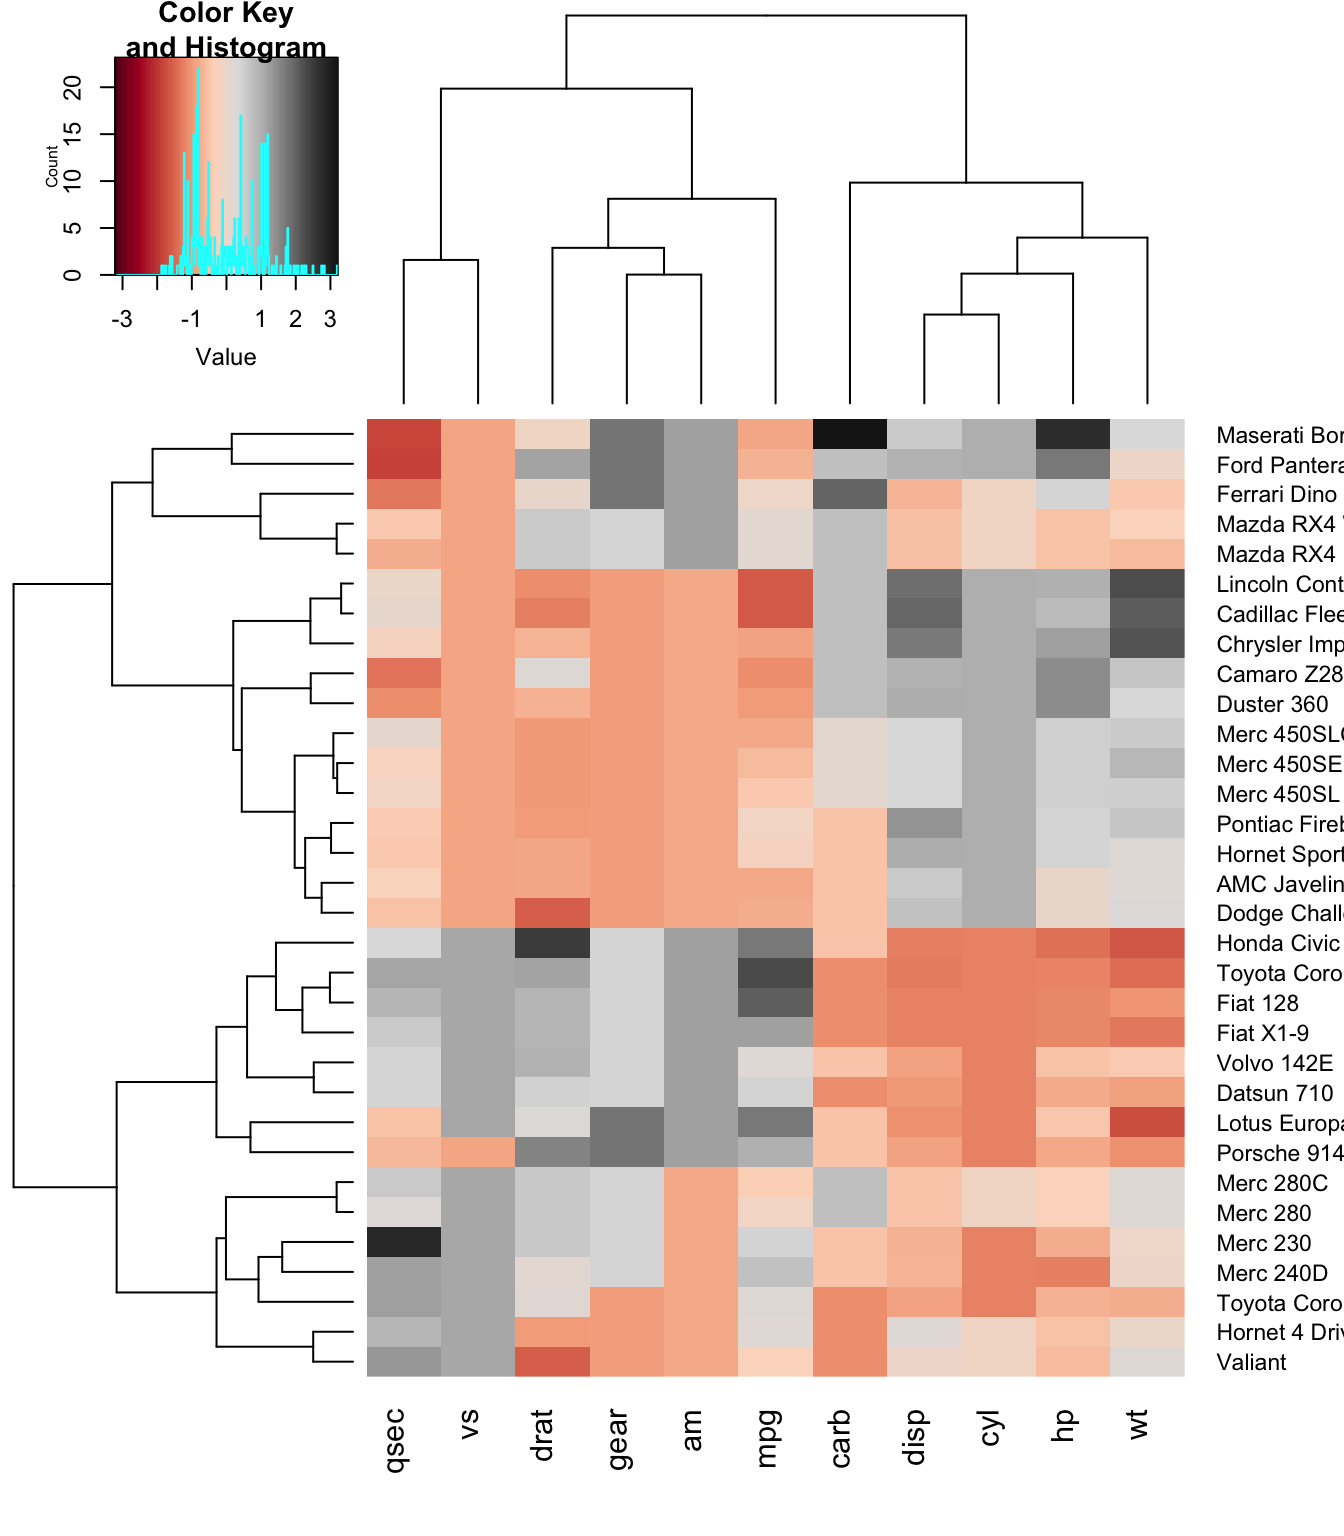 Color Key
and Histogram
Count
0 5 10 15 20
-3 -1 1 2 3
Value
Maserati Bor
Ford Pantera
Ferrari Dino
Mazda RX4
Mazda RX4
Lincoln Cont
Cadillac Flee
Chrysler Imp
Camaro Z28
Duster 360
Merc 450SLC
Merc 450SE
Merc 450SL
Pontiac Fireb
Hornet Sport
AMC Javelin
Dodge Chall
Honda Civic
Toyota Coro
Fiat 128
Fiat X1-9
Volvo 142E
Datsun 710
Lotus Europa
Porsche 914
Merc 280C
Merc 280
Merc 230
Merc 240D
Toyota Coro
Hornet 4 Driv
Valiant
qsec vs drat gear am mpg carb disp cyl hp wt